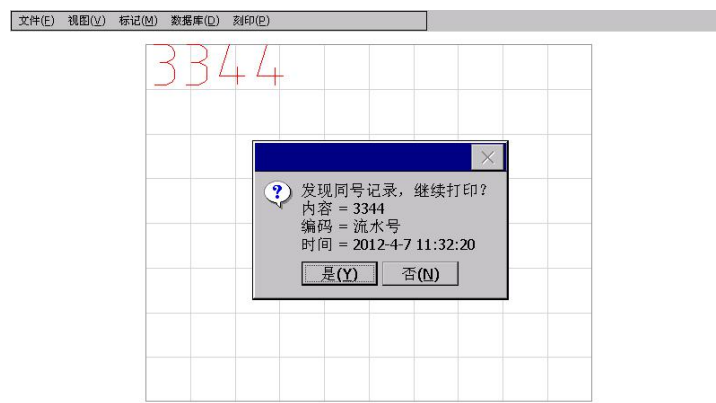 文件(F) 视图(V) 标记(M) 数据库(D) 刻印(P)
3344
发现同号记录，继续打印？
内容 = 3344
编码 = 流水号
时间 = 2012-4-7 11:32:20
是(Y) 否(N)